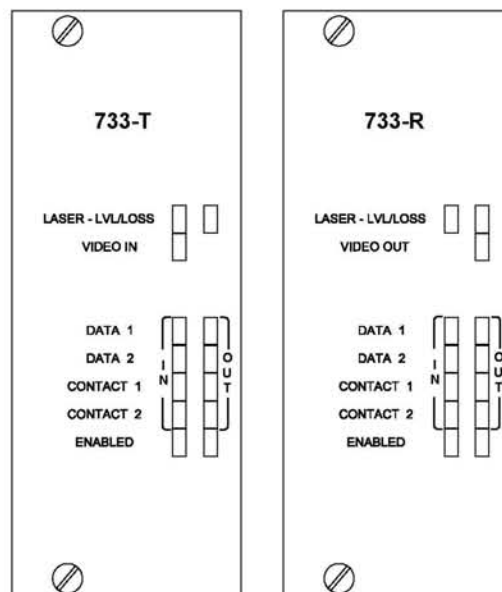 733-T
LASER - LVL/LOSS
VIDEO IN
DATA 1
DATA 2
CONTACT 1
CONTACT 2
ENABLED
IN
OUT
733-R
LASER - LVL/LOSS
VIDEO OUT
DATA 1
DATA 2
CONTACT 1
CONTACT 2
ENABLED
IN
OUT